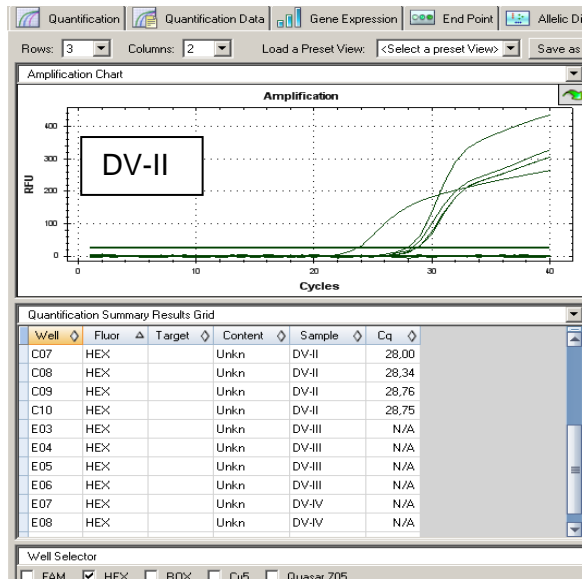 Quantification Quantification Data Gene Expression End Point Allelic Di
Rows: 3 Columns: 2 Load a Preset View: <Select a preset View> Save as
Amplification Chart
Amplification
DV-II
RFU
400
300
200
100
0
0 10 20 30 40
Cycles
Quantification Summary Results Grid
Well Fluor Target Content Sample Cq
C07 HEX Unkn DV-II 28,00
C08 HEX Unkn DV-II 28,34
C09 HEX Unkn DV-II 28,76
C10 HEX Unkn DV-II 28,75
E03 HEX Unkn DV-III N/A
E04 HEX Unkn DV-III N/A
E05 HEX Unkn DV-III N/A
E06 HEX Unkn DV-III N/A
E07 HEX Unkn DV-IV N/A
E08 HEX Unkn DV-IV N/A
Well Selector
FAM HEX ROX Cy5 Quasar 705